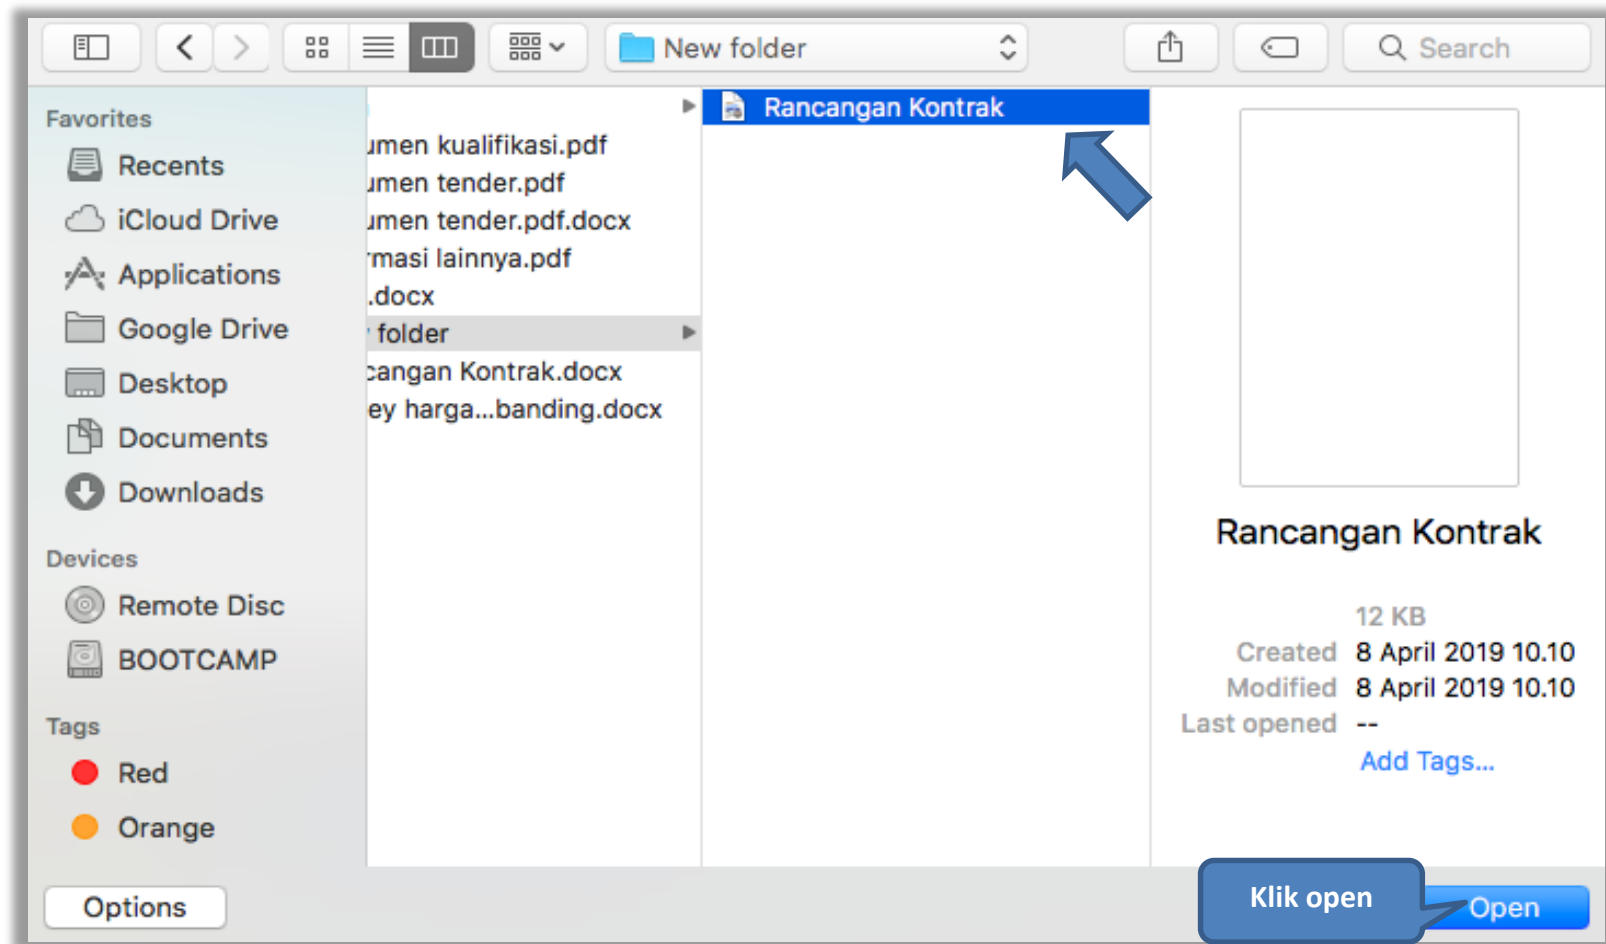 New folder
Search
Favorites
Recents
iCloud Drive
Applications
Google Drive
Desktop
Documents
Downloads
Devices
Remote Disc
BOOTCAMP
Tags
Red
Orange
umen kualifikasi.pdf
umen tender.pdf
umen tender.pdf.docx
rmasi lainnya.pdf
.docx
folder
cangan Kontrak.docx
ey harga...banding.docx
Rancangan Kontrak
Rancangan Kontrak
12 KB
Created 8 April 2019 10.10
Modified 8 April 2019 10.10
Last opened --
Add Tags...
Options
Klik open
Open